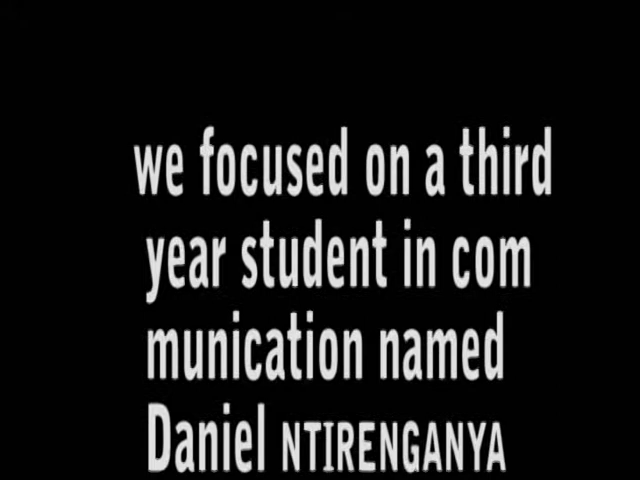 we focused on a third
year student in com
munication named
Daniel NTIRENGANYA